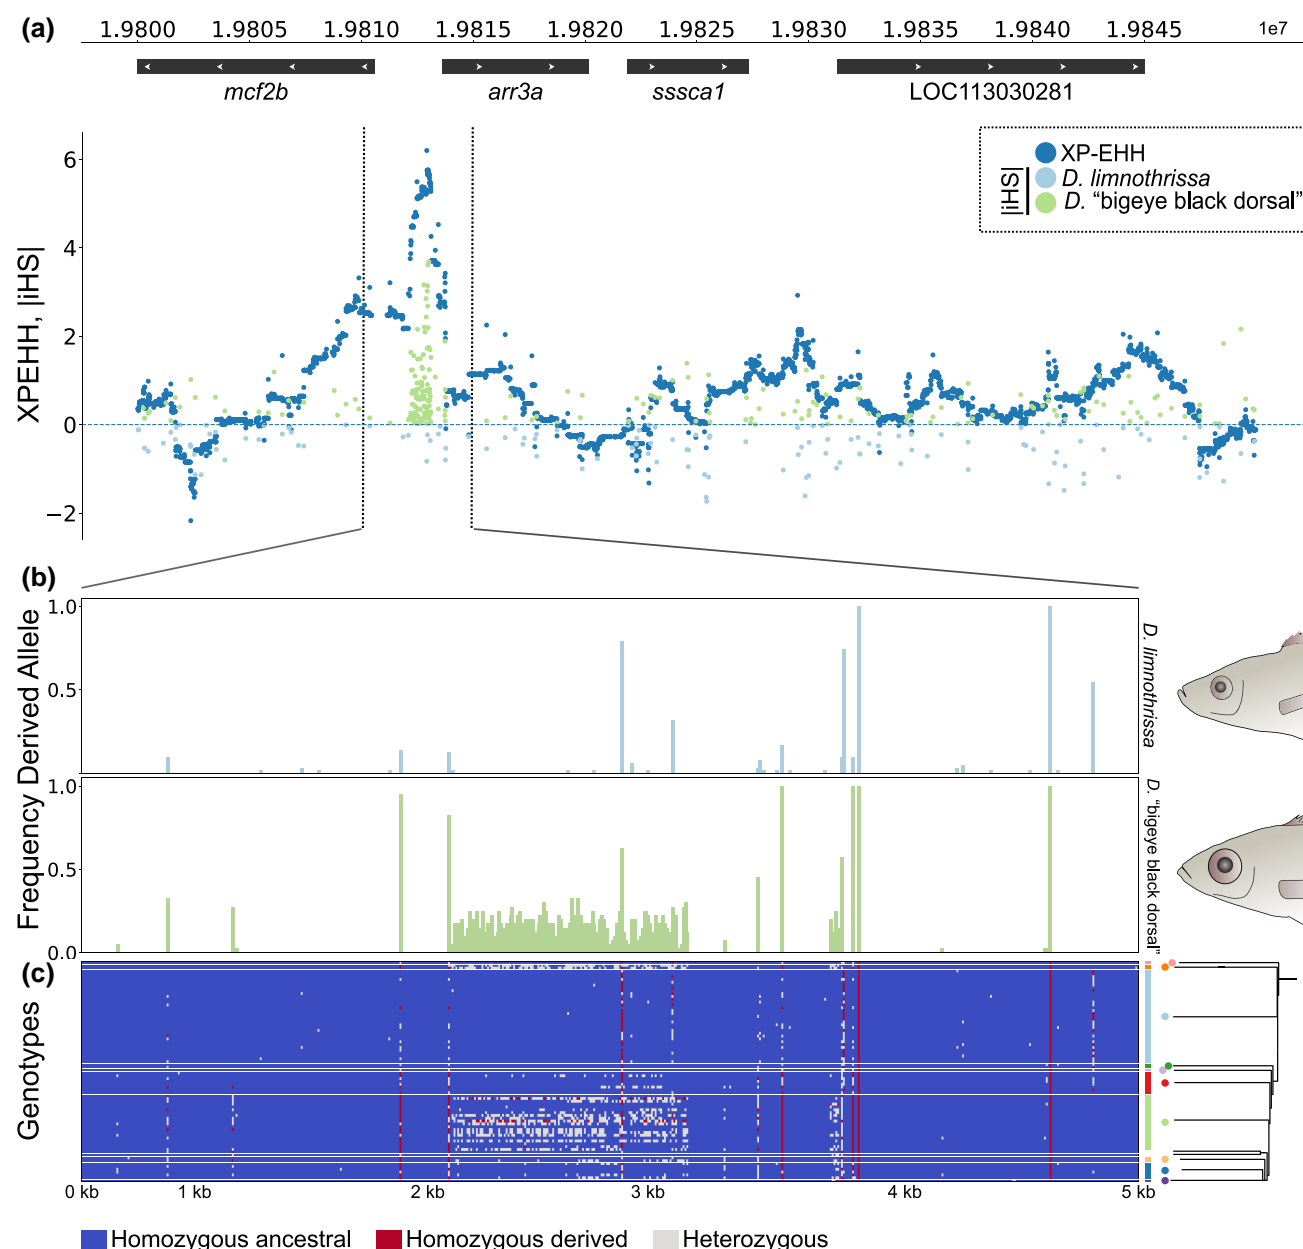 (a)
1.9800 1.9805 1.9810 1.9815 1.9820 1.9825 1.9830 1.9835 1.9840 1.9845 1e7
mcf2b arr3a sssca1 LOC113030281
XPEHH, |iHS|
6
4
2
0
−2
XP-EHH
|iHS|
D. limnothrissa
D. “bigeye black dorsal”
(b)
Frequency Derived Allele
1.0
0.5
D. limnothrissa
1.0
0.5
0.0
D. “bigeye black dorsal”
(c)
Genotypes
0 kb 1 kb 2 kb 3 kb 4 kb 5 kb
Homozygous ancestral Homozygous derived Heterozygous